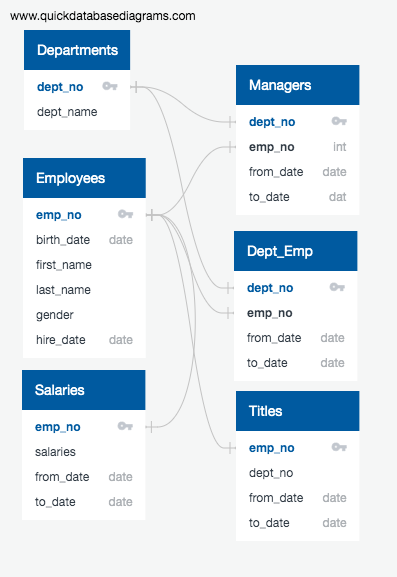 www.quickdatabasediagrams.com
Departments
dept_no
dept_name
Employees
emp_no
birth_date date
first_name
last_name
gender
hire_date date
Salaries
emp_no
salaries
from_date date
to_date date
Managers
dept_no
emp_no int
from_date date
to_date dat
Dept_Emp
dept_no
emp_no
from_date date
to_date date
Titles
emp_no
dept_no
from_date date
to_date date